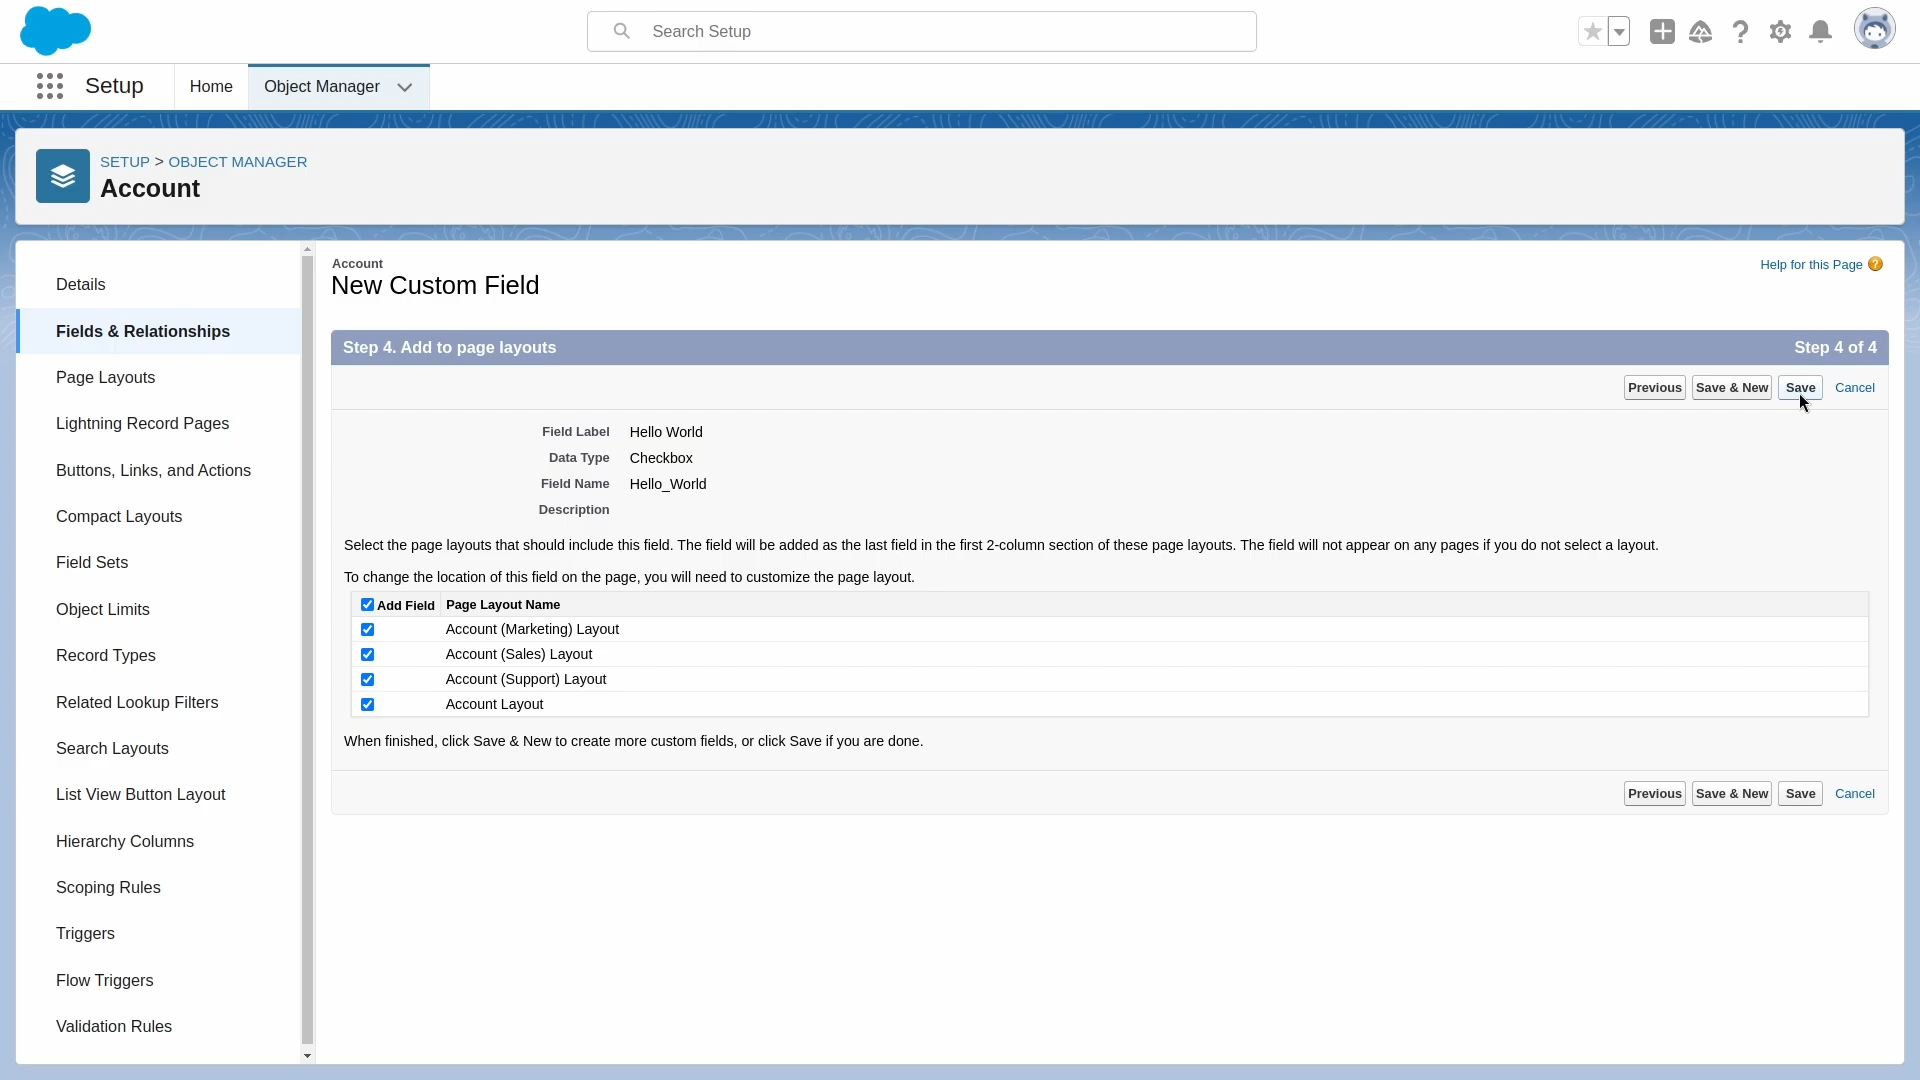 Search Setup
Setup
Home
Object Manager
SETUP > OBJECT MANAGER
Account
Details
Fields & Relationships
Page Layouts
Lightning Record Pages
Buttons, Links, and Actions
Compact Layouts
Field Sets
Object Limits
Record Types
Related Lookup Filters
Search Layouts
List View Button Layout
Hierarchy Columns
Scoping Rules
Triggers
Flow Triggers
Validation Rules
Account
New Custom Field
Help for this Page
Step 4. Add to page layouts
Step 4 of 4
Previous Save & New Save Cancel
Field Label Hello World
Data Type Checkbox
Field Name Hello_World
Description
Select the page layouts that should include this field. The field will be added as the last field in the first 2-column section of these page layouts. The field will not appear on any pages if you do not select a layout.
To change the location of this field on the page, you will need to customize the page layout.
Add Field Page Layout Name
Account (Marketing) Layout
Account (Sales) Layout
Account (Support) Layout
Account Layout
When finished, click Save & New to create more custom fields, or click Save if you are done.
Previous Save & New Save Cancel